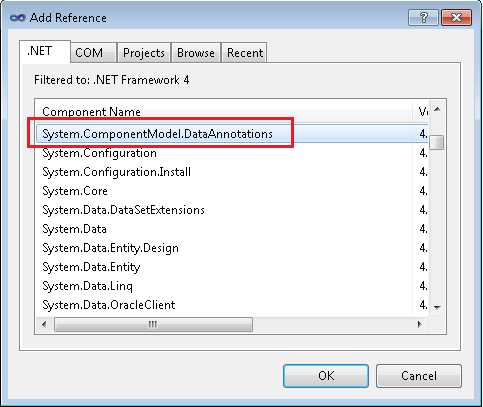 Add Reference
.NET COM Projects Browse Recent
Filtered to: .NET Framework 4
Component Name
System.ComponentModel.DataAnnotations 4.
System.Configuration 4.
System.Configuration.Install 4.
System.Core 4.
System.Data.DataSetExtensions 4.
System.Data 4.
System.Data.Entity.Design 4.
System.Data.Entity 4.
System.Data.Linq 4.
System.Data.OracleClient 4.
OK Cancel